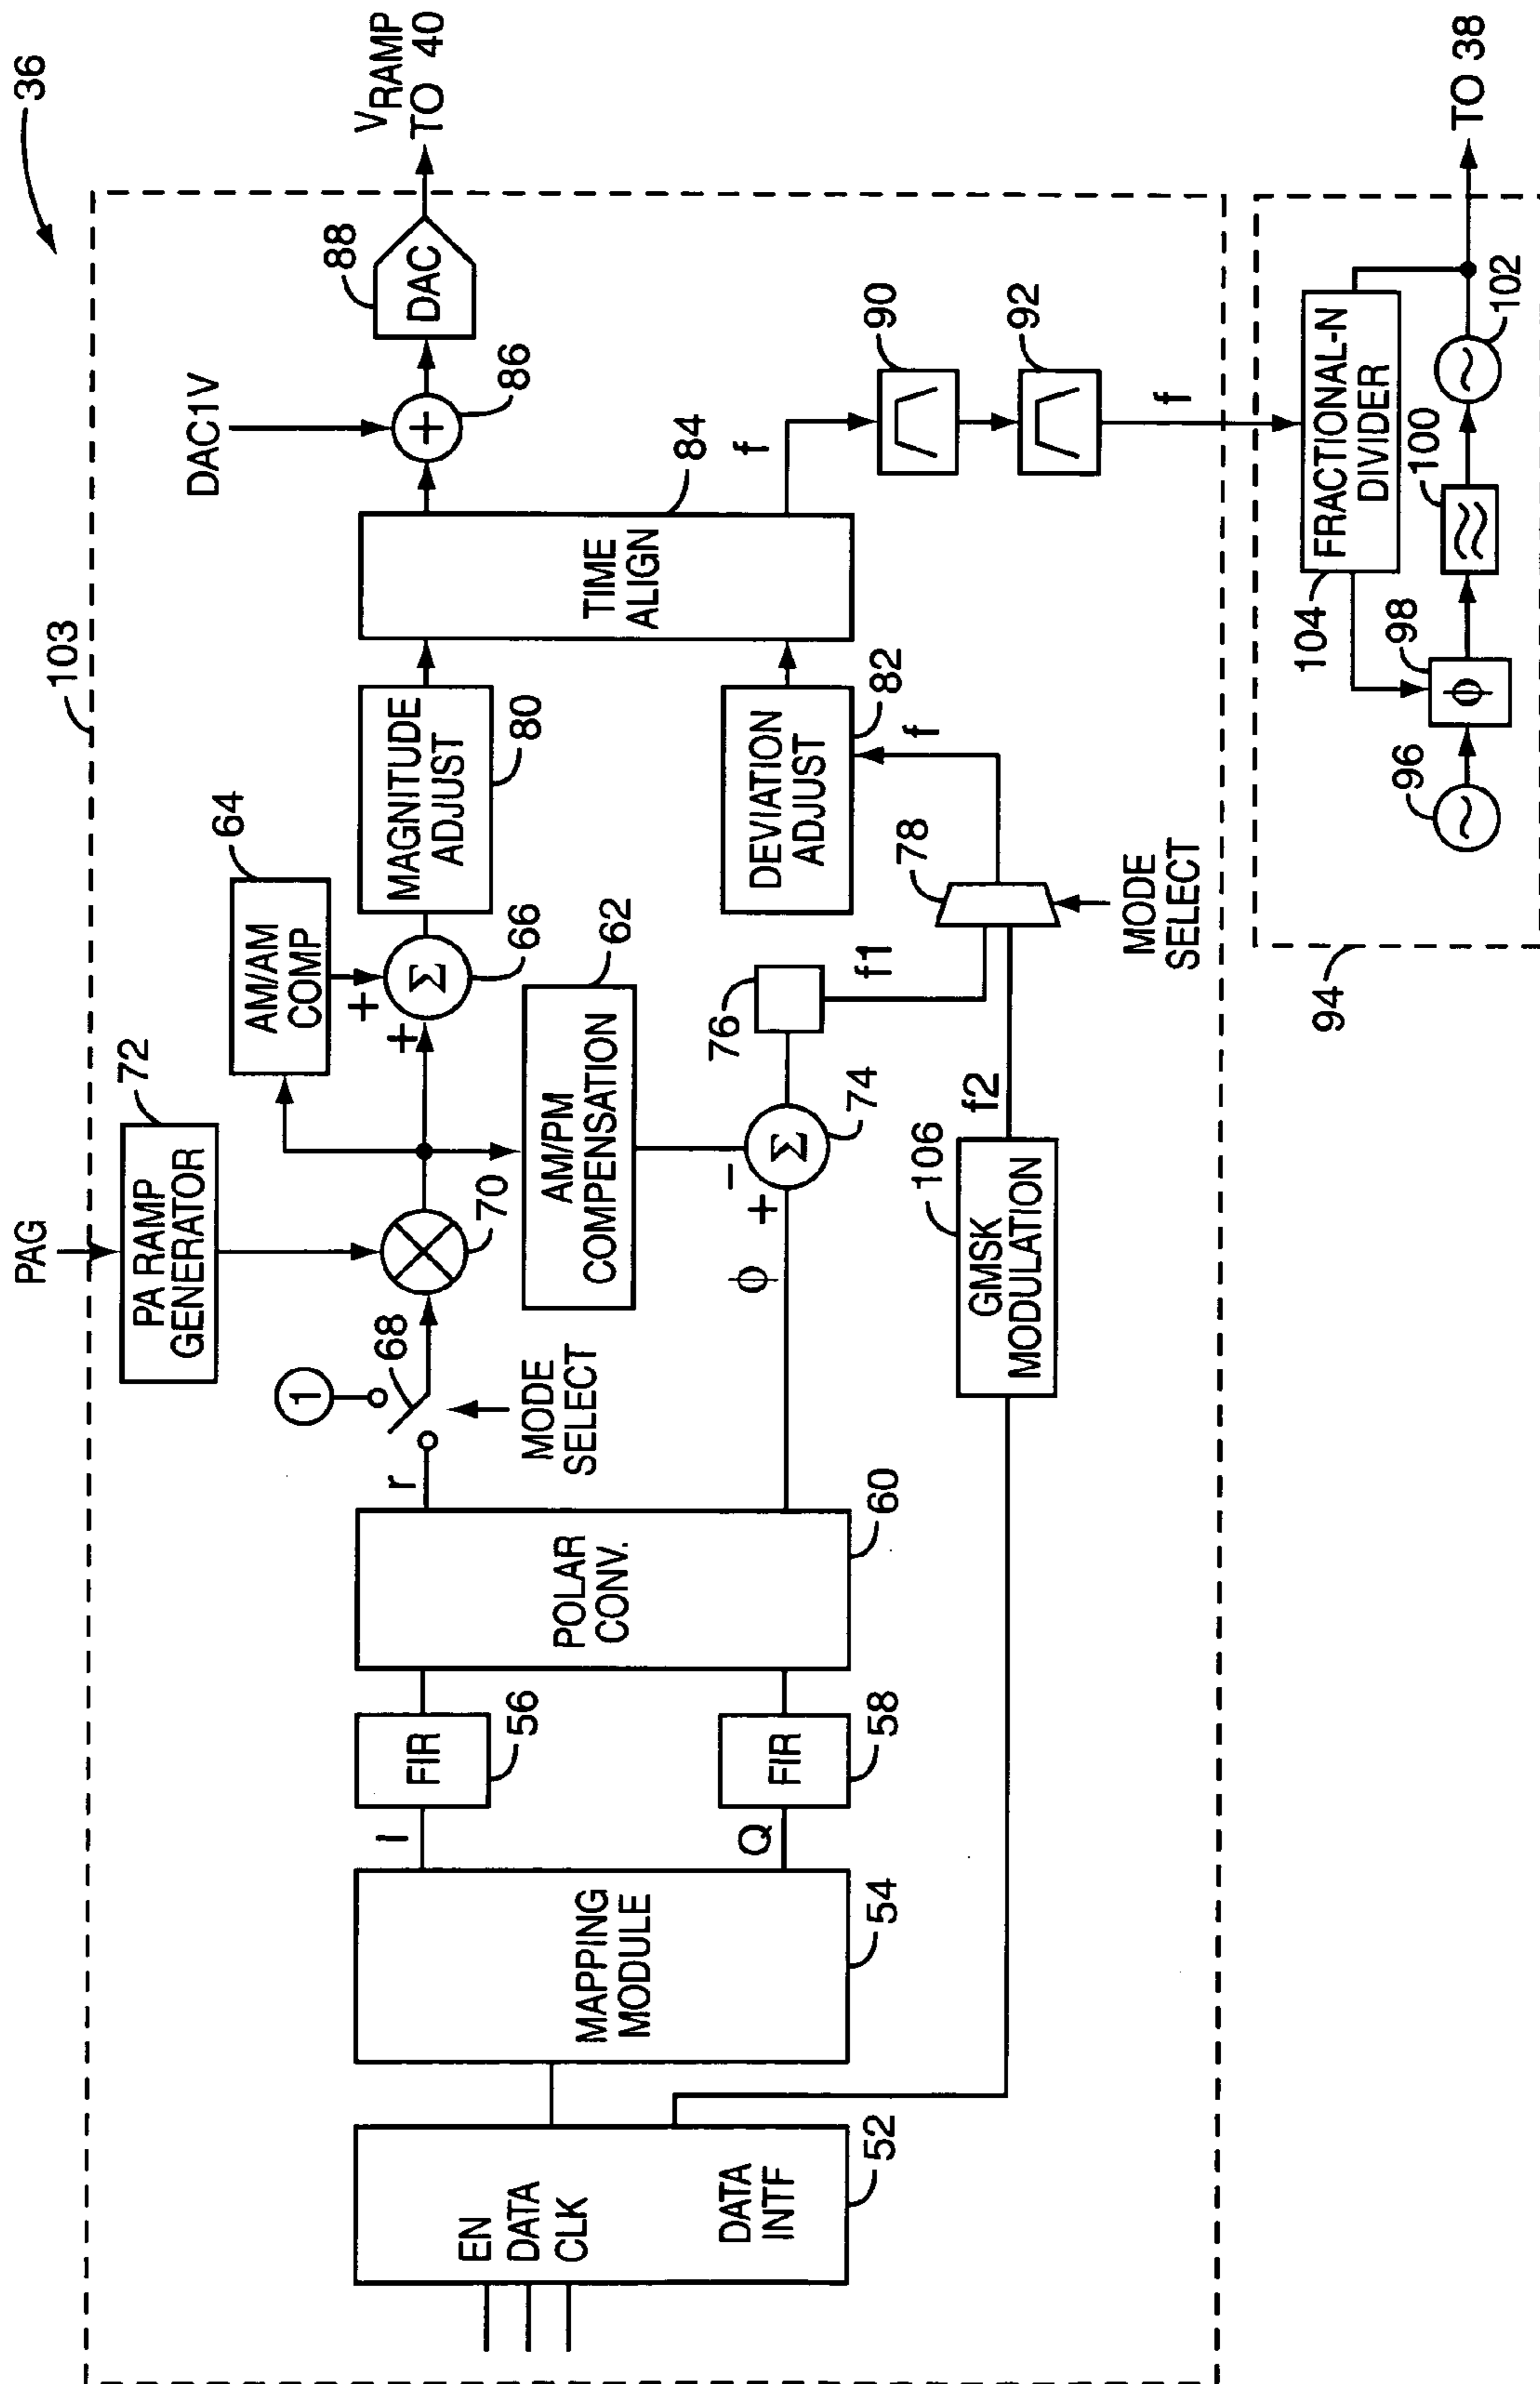 36
103
PAG
72
PA RAMP
GENERATOR
64
AM/AM
COMP
DAC1V
88
DAC
VRAMP
TO 40
86
+
1
68
MODE
SELECT
70
+
+
Σ
66
MAGNITUDE
ADJUST
80
TIME
ALIGN
84
EN
DATA
CLK
DATA
INTF
52
MAPPING
MODULE
54
I
Q
FIR
56
FIR
58
POLAR
CONV.
60
r
ϕ
AM/PM
COMPENSATION
62
−
+
Σ
74
76
f1
78
MODE
SELECT
f
DEVIATION
ADJUST
82
f
90
92
f
GMSK
MODULATION
106
f2
94
96
98
ϕ
100
102
104
FRACTIONAL-N
DIVIDER
TO 38